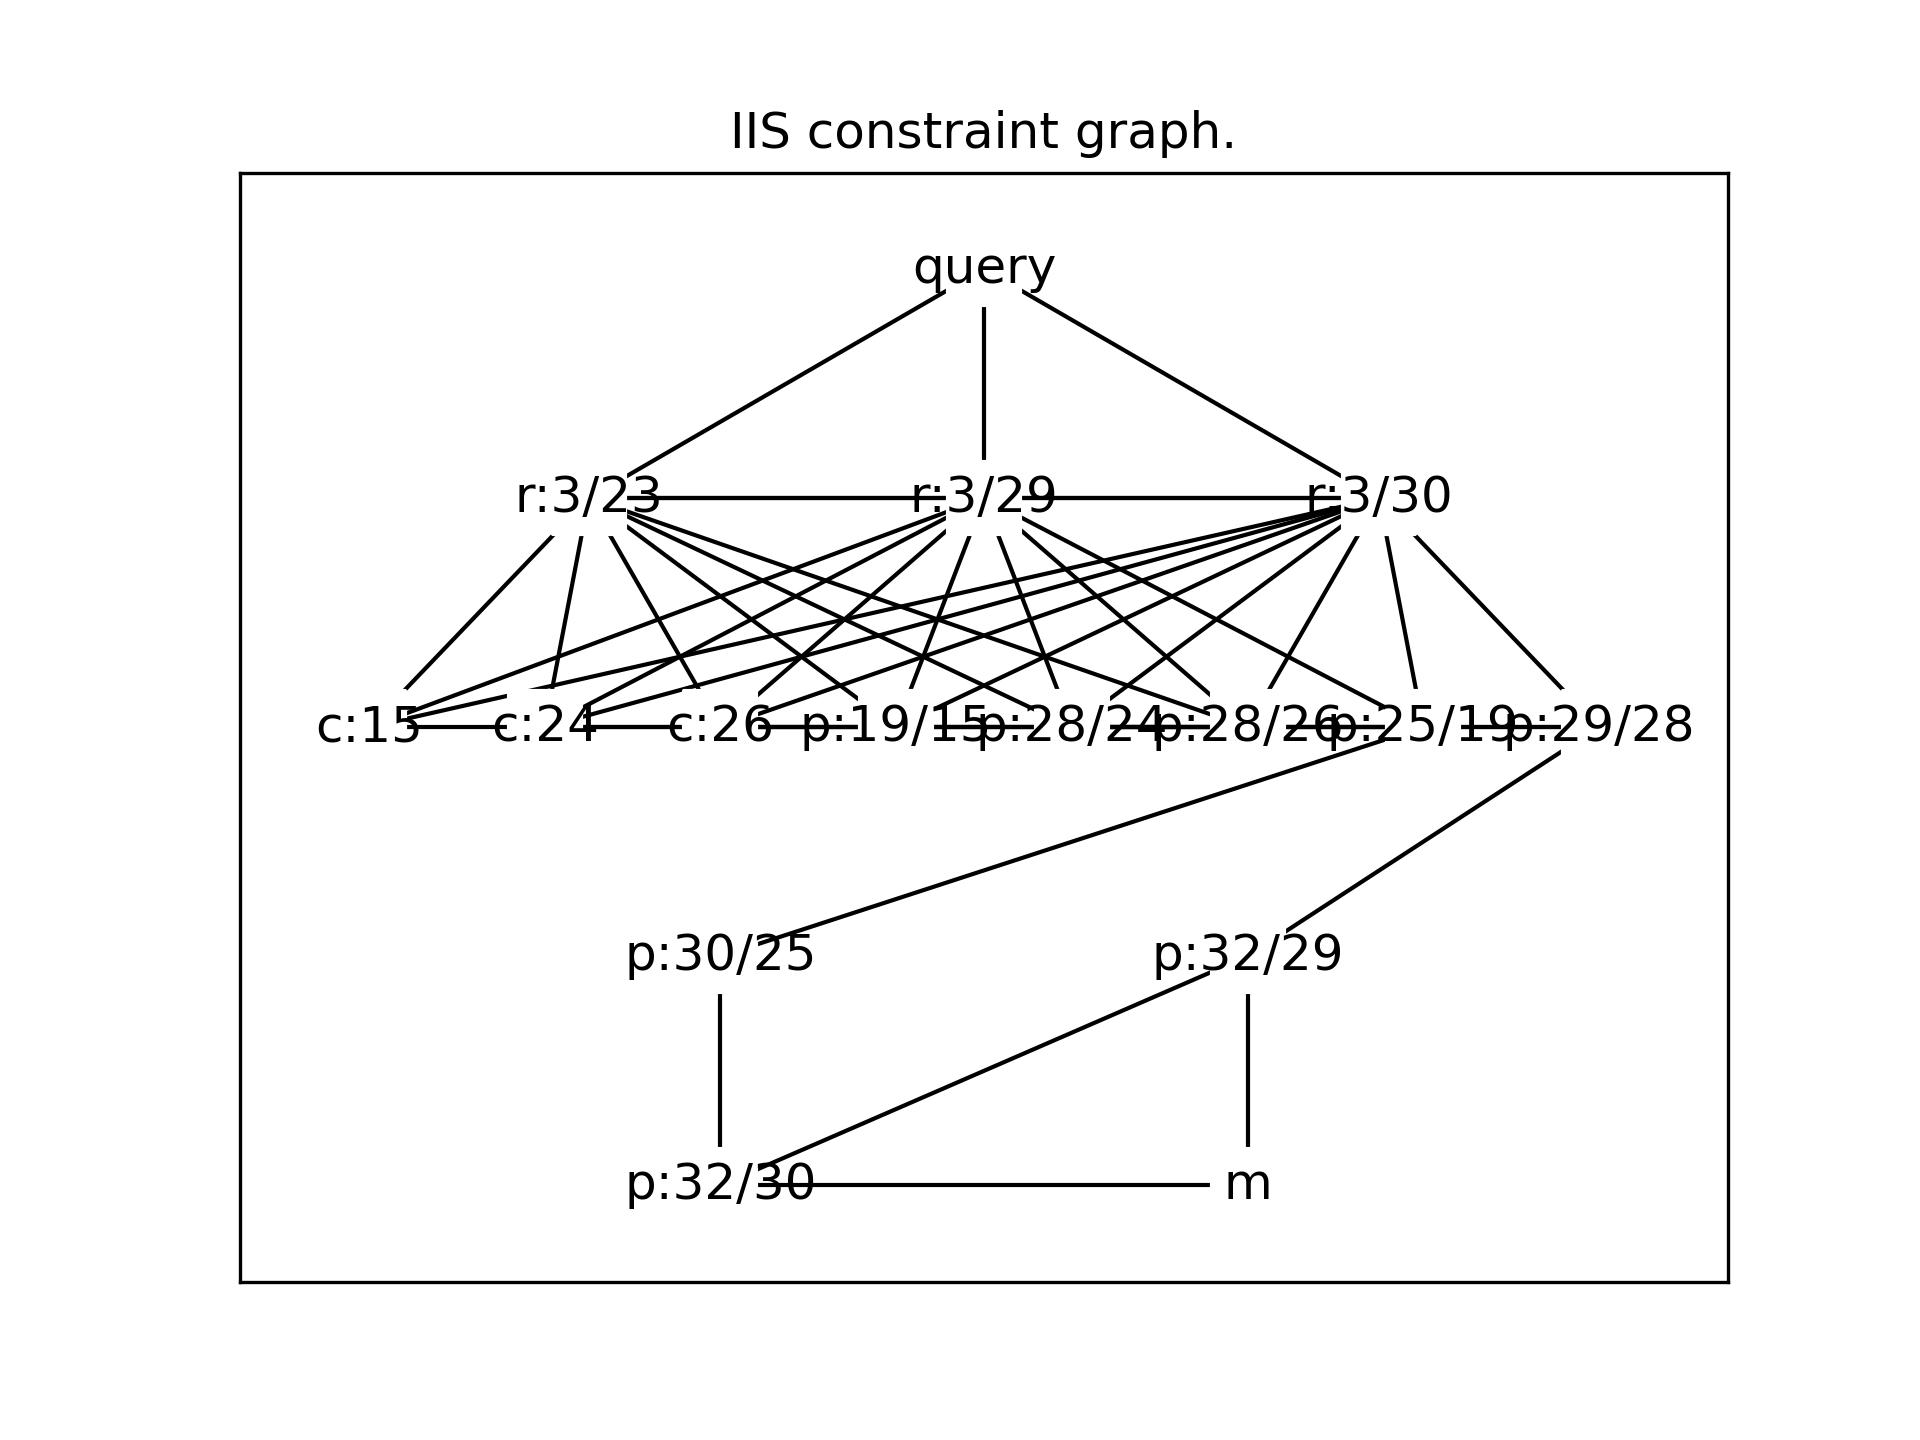 IIS constraint graph.
query
r:3/23 r:3/29 r:3/30
c:15 c:24 c:26 p:19/15 p:28/24 p:28/26 p:25/19 p:29/28
p:30/25 p:32/29
p:32/30 m